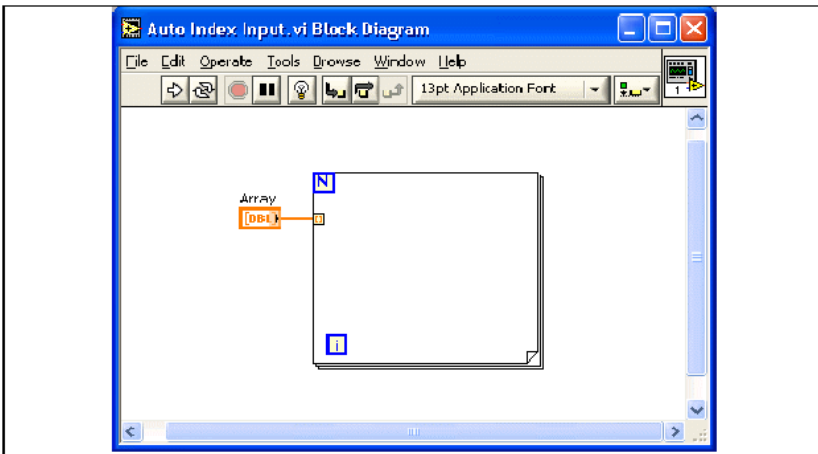 Auto Index Input.vi Block Diagram
File Edit Operate Tools Browse Window Help
13pt Application Font
1
N
Array
[DBL]
i